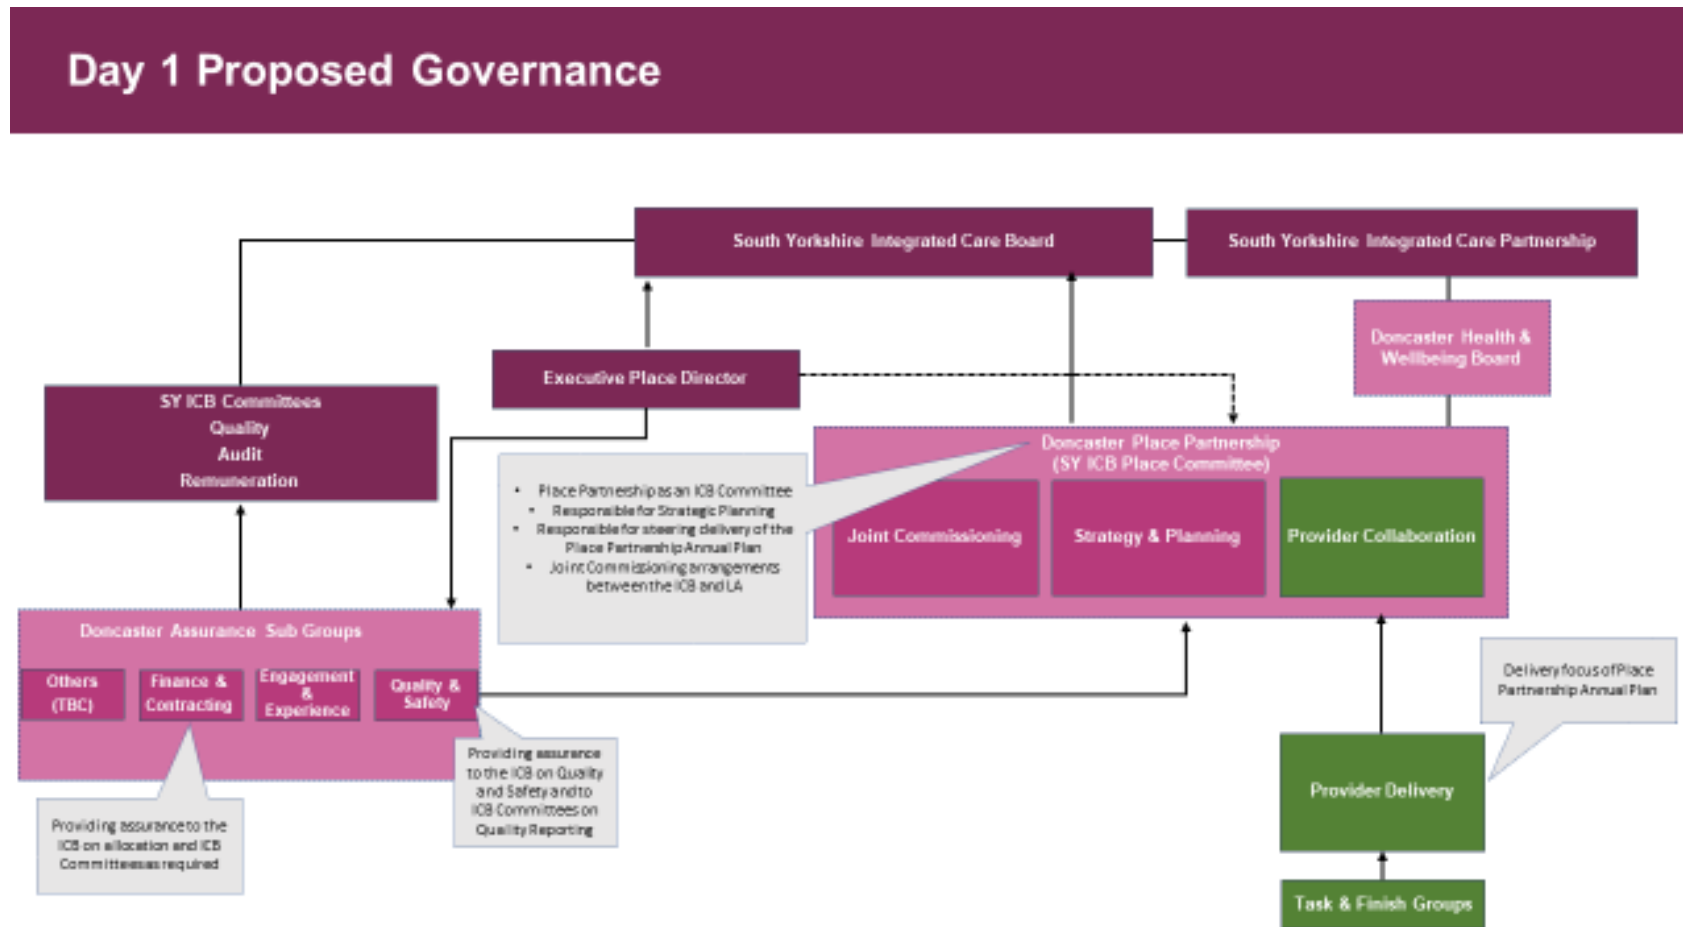 Day 1 Proposed Governance
South Yorkshire Integrated Care Board
South Yorkshire Integrated Care Partnership
Doncaster Health &
Wellbeing Board
Executive Place Director
SY ICB Committees
Quality
Audit
Remuneration
Doncaster Place Partnership
(SY ICB Place Committee)
• Place Partnership as an ICB Committee
• Responsible for Strategic Planning
• Responsible for steering delivery of the
Place Partnership Annual Plan
• Joint Commissioning arrangements
between the ICB and LA
Joint Commissioning
Strategy & Planning
Provider Collaboration
Doncaster Assurance Sub Groups
Others
(TBC)
Finance &
Contracting
Engagement
&
Experience
Quality &
Safety
Delivery focus of Place
Partnership Annual Plan
Providing assurance
to the ICB on Quality
and Safety and to
ICB Committees on
Quality Reporting
Providing assurance to the
ICB on allocation and ICB
Committees as required
Provider Delivery
Task & Finish Groups